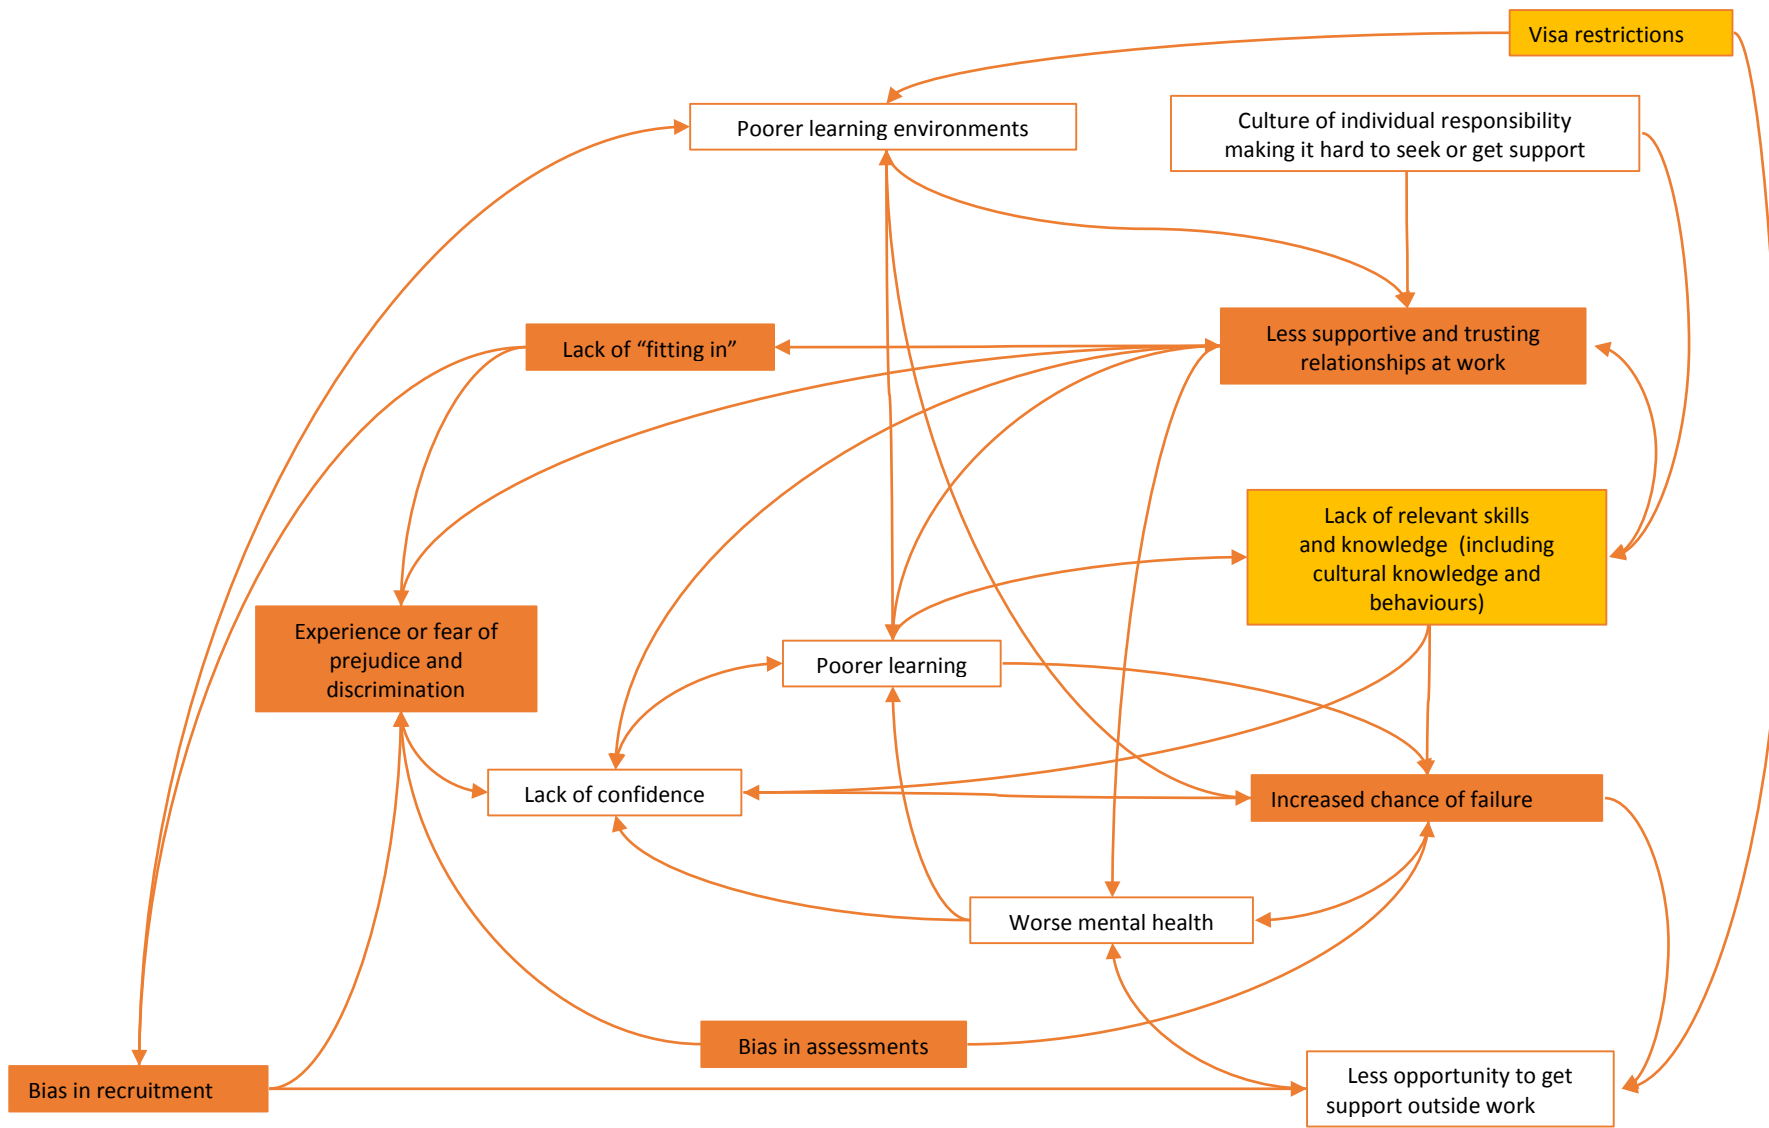 Visa restrictions
Poorer learning environments
Culture of individual responsibility
making it hard to seek or get support
Lack of “fitting in”
Less supportive and trusting
relationships at work
Lack of relevant skills
and knowledge (including
cultural knowledge and
behaviours)
Experience or fear of
prejudice and
discrimination
Poorer learning
Lack of confidence
Increased chance of failure
Worse mental health
Bias in assessments
Bias in recruitment
Less opportunity to get
support outside work